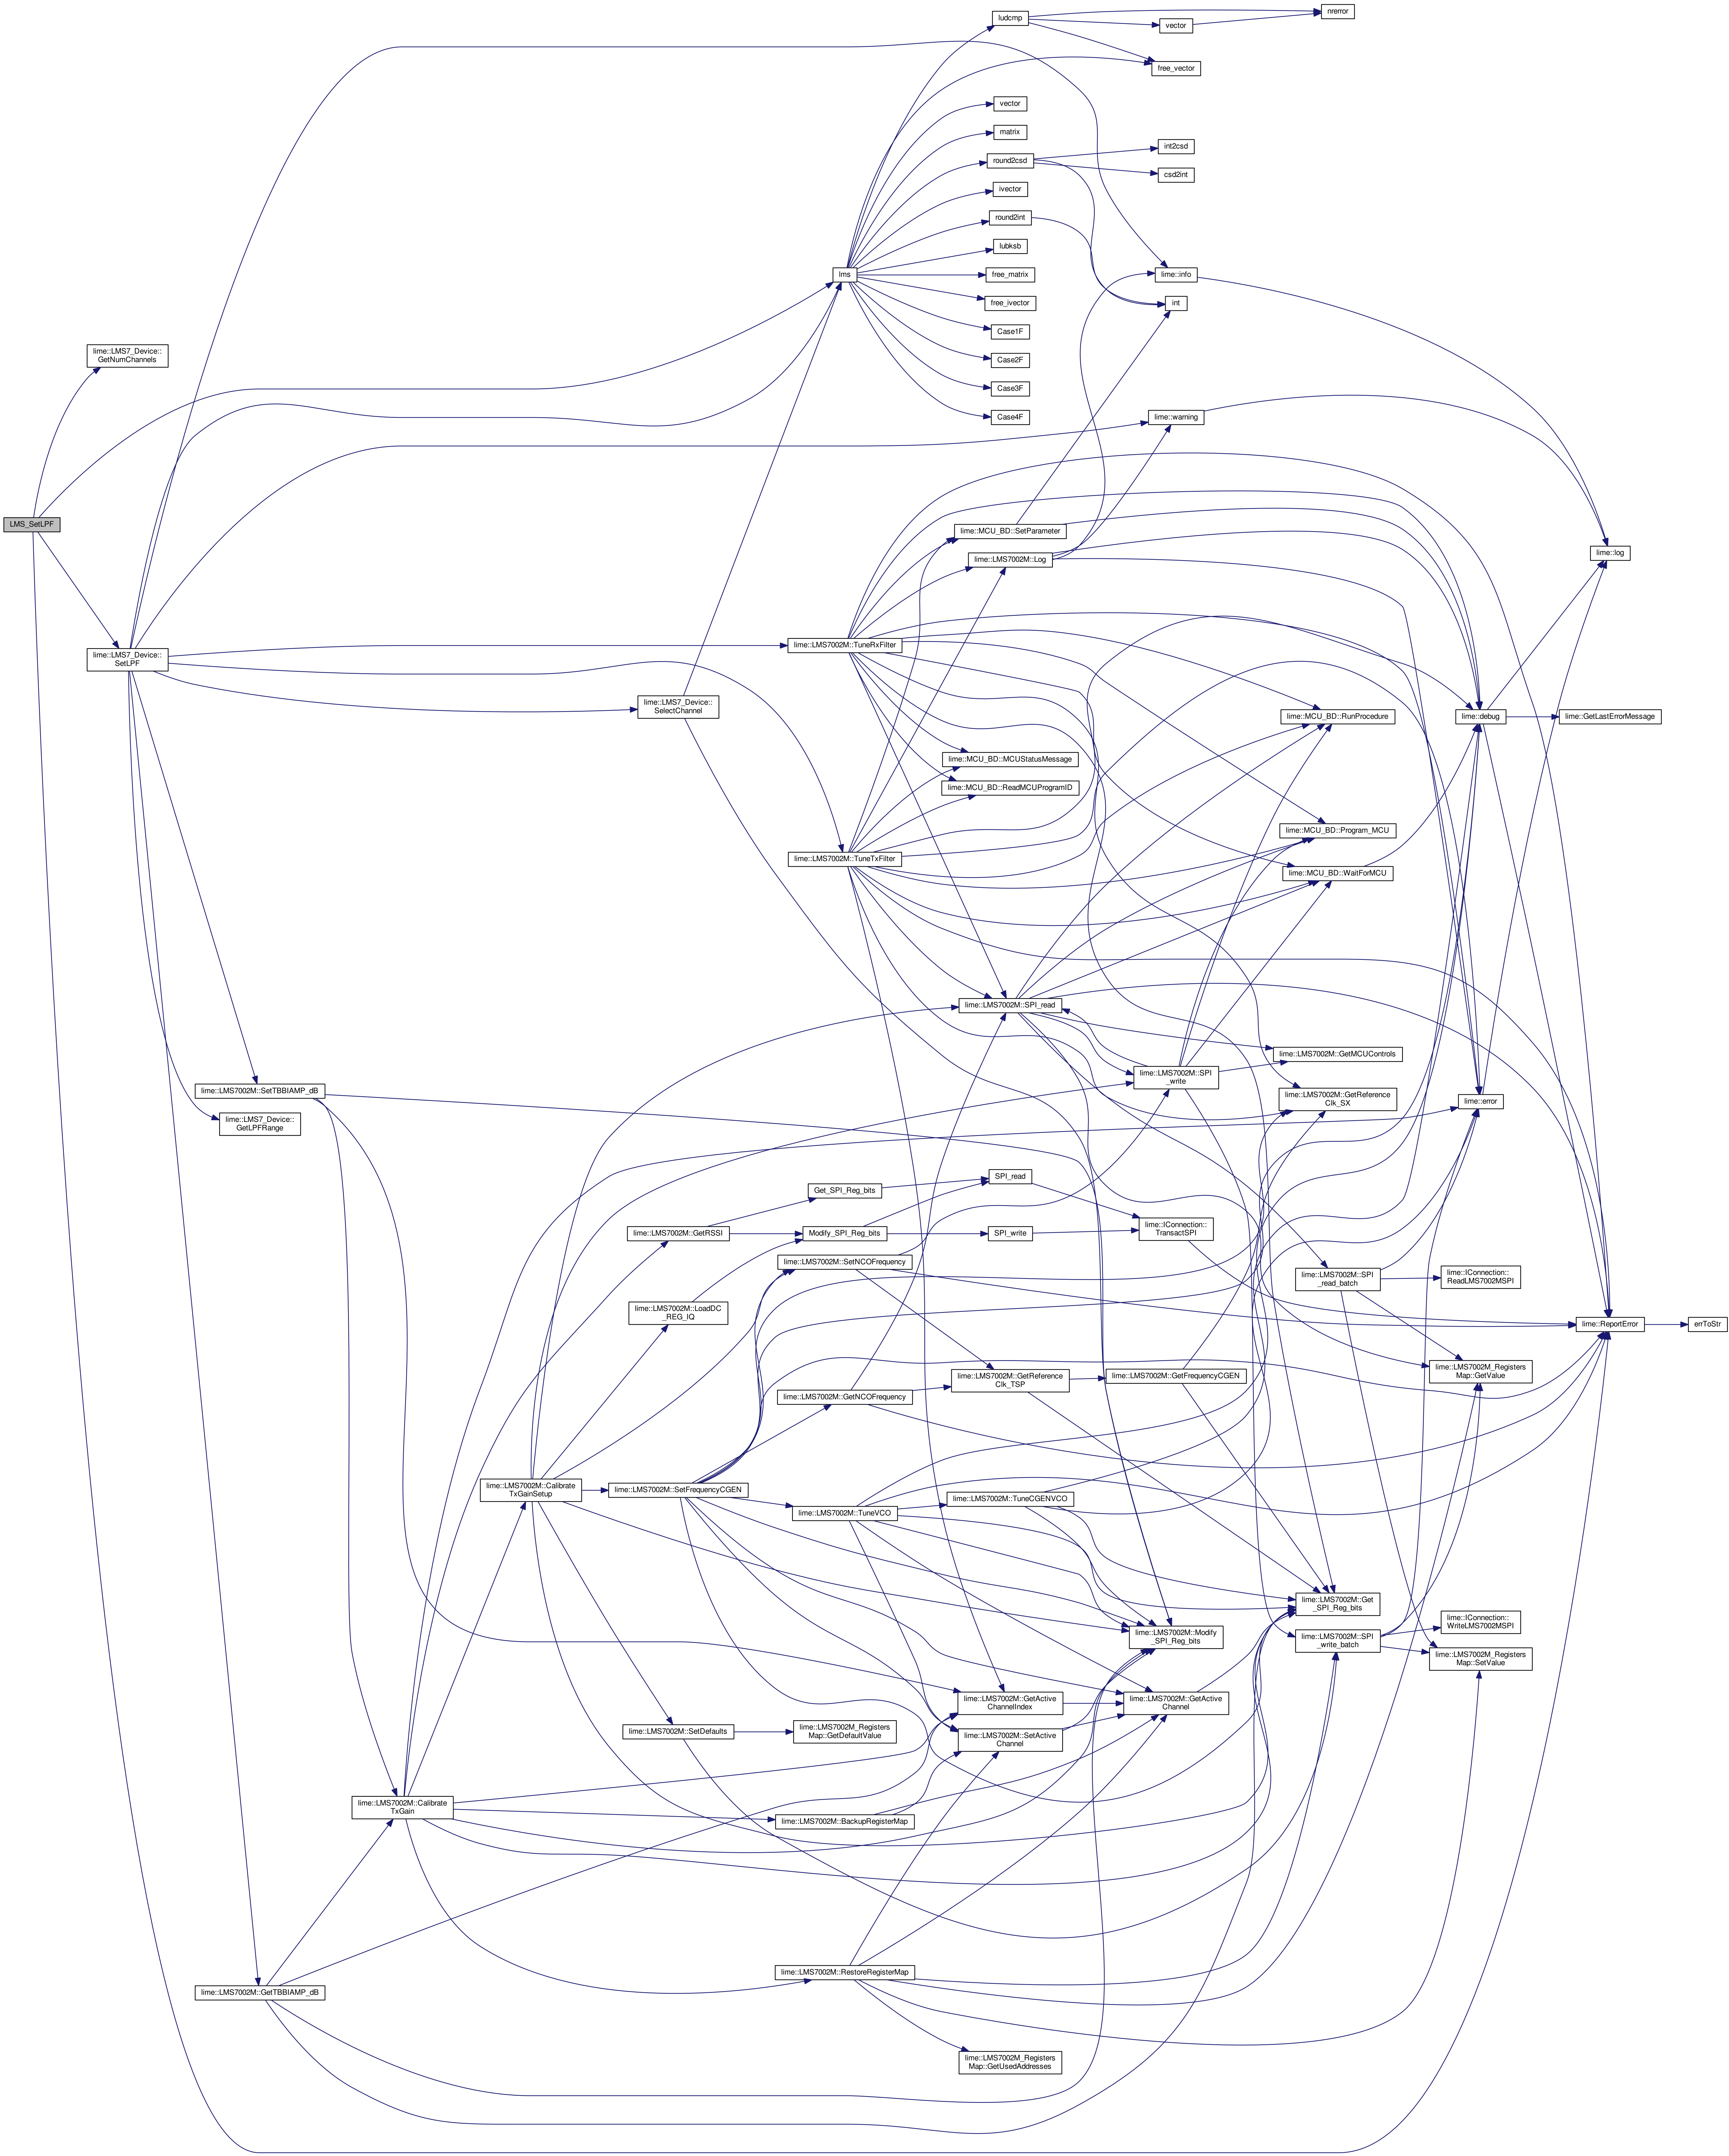 ludcmp
nrerror
vector
free_vector
vector
matrix
int2csd
round2csd
csd2int
ivector
round2int
lubksb
lms
lime::info
free_matrix
free_ivector
int
Case1F
lime::LMS7_Device::
GetNumChannels
Case2F
Case3F
Case4F
lime::warning
LMS_SetLPF
lime::MCU_BD::SetParameter
lime::log
lime::LMS7002M::Log
lime::LMS7002M::TuneRxFilter
lime::LMS7_Device::
SetLPF
lime::LMS7_Device::
SelectChannel
lime::MCU_BD::RunProcedure
lime::debug
lime::GetLastErrorMessage
lime::MCU_BD::MCUStatusMessage
lime::MCU_BD::ReadMCUProgramID
lime::MCU_BD::Program_MCU
lime::LMS7002M::TuneTxFilter
lime::MCU_BD::WaitForMCU
lime::LMS7002M::SPI_read
lime::LMS7002M::GetMCUControls
lime::LMS7002M::SPI
_write
lime::LMS7002M::SetTBBIAMP_dB
lime::LMS7002M::GetReference
Clk_SX
lime::error
lime::LMS7_Device::
GetLPFRange
SPI_read
Get_SPI_Reg_bits
lime::LMS7002M::GetRSSI
Modify_SPI_Reg_bits
SPI_write
lime::IConnection::
TransactSPI
lime::LMS7002M::SetNCOFrequency
lime::LMS7002M::SPI
_read_batch
lime::IConnection::
ReadLMS7002MSPI
lime::LMS7002M::LoadDC
_REG_IQ
lime::ReportError
errToStr
lime::LMS7002M::GetReference
Clk_TSP
lime::LMS7002M::GetFrequencyCGEN
lime::LMS7002M_Registers
Map::GetValue
lime::LMS7002M::GetNCOFrequency
lime::LMS7002M::Calibrate
TxGainSetup
lime::LMS7002M::SetFrequencyCGEN
lime::LMS7002M::TuneCGENVCO
lime::LMS7002M::TuneVCO
lime::LMS7002M::Get
_SPI_Reg_bits
lime::LMS7002M::Modify
_SPI_Reg_bits
lime::LMS7002M::SPI
_write_batch
lime::IConnection::
WriteLMS7002MSPI
lime::LMS7002M_Registers
Map::SetValue
lime::LMS7002M::GetActive
ChannelIndex
lime::LMS7002M::GetActive
Channel
lime::LMS7002M::SetDefaults
lime::LMS7002M_Registers
Map::GetDefaultValue
lime::LMS7002M::SetActive
Channel
lime::LMS7002M::Calibrate
TxGain
lime::LMS7002M::BackupRegisterMap
lime::LMS7002M::RestoreRegisterMap
lime::LMS7002M::GetTBBIAMP_dB
lime::LMS7002M_Registers
Map::GetUsedAddresses